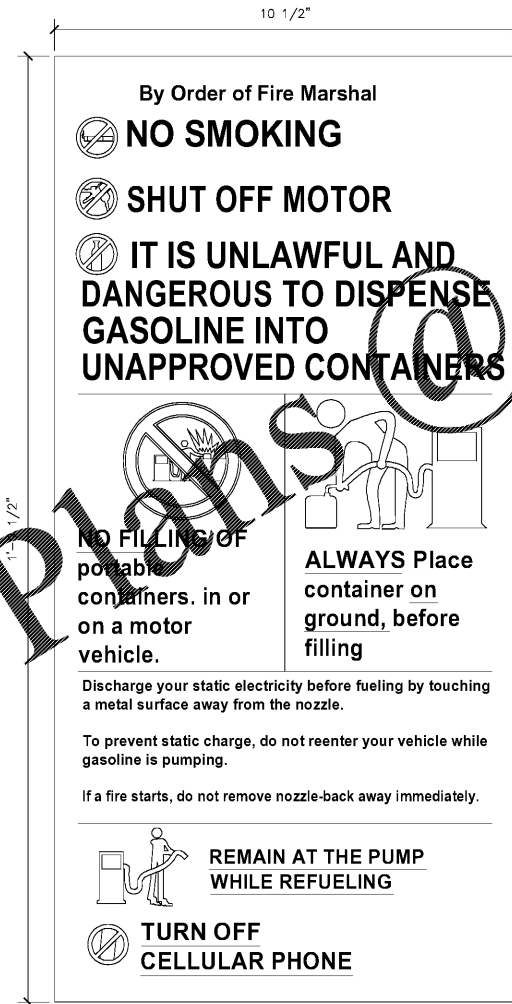 10 1/2"
By Order of Fire Marshal
NO SMOKING
SHUT OFF MOTOR
IT IS UNLAWFUL AND
DANGEROUS TO DISPENSE
GASOLINE INTO
UNAPPROVED CONTAINERS
NO FILLING OF
portable
containers. in or
on a motor
vehicle.
ALWAYS Place
container on
ground, before
filling
Discharge your static electricity before fueling by touching
a metal surface away from the nozzle.
To prevent static charge, do not reenter your vehicle while
gasoline is pumping.
If a fire starts, do not remove nozzle-back away immediately.
REMAIN AT THE PUMP
WHILE REFUELING
TURN OFF
CELLULAR PHONE
Plans @